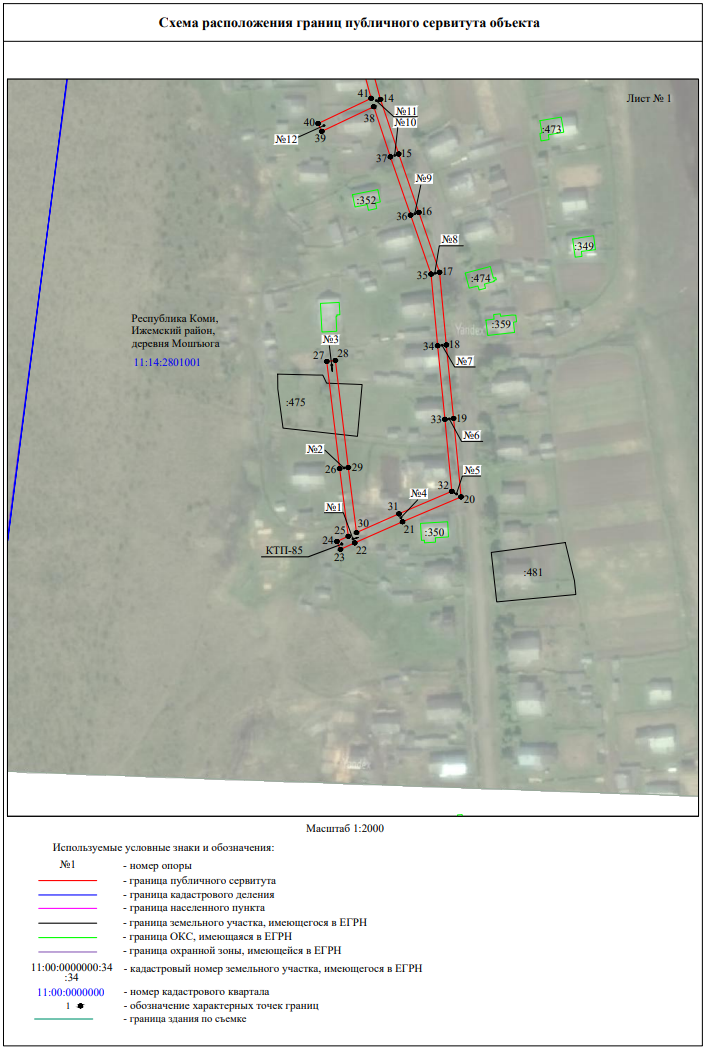 Схема расположения границ публичного сервитута объекта
Лист № 1
41
14
№11
38
№10
40
39
№12
:473
37
15
№9
:352
36
16
№8
:349
35
17
:474
:359
Yandex
Республика Коми,
Ижемский район,
деревня Мошъюга
11:14:2801001
№3
27
28
34
18
№7
:475
33
19
№6
№2
26
29
32
№5
20
№4
31
21
№1
30
25
24
22
23
КТП-85
:350
:481
Масштаб 1:2000
Используемые условные знаки и обозначения:
№1 - номер опоры
- граница публичного сервитута
- граница кадастрового деления
- граница населенного пункта
- граница земельного участка, имеющегося в ЕГРН
- граница ОКС, имеющаяся в ЕГРН
- граница охранной зоны, имеющейся в ЕГРН
11:00:0000000:34
:34 - кадастровый номер земельного участка, имеющегося в ЕГРН
11:00:0000000 - номер кадастрового квартала
1 - обозначение характерных точек границ
- граница здания по съемке